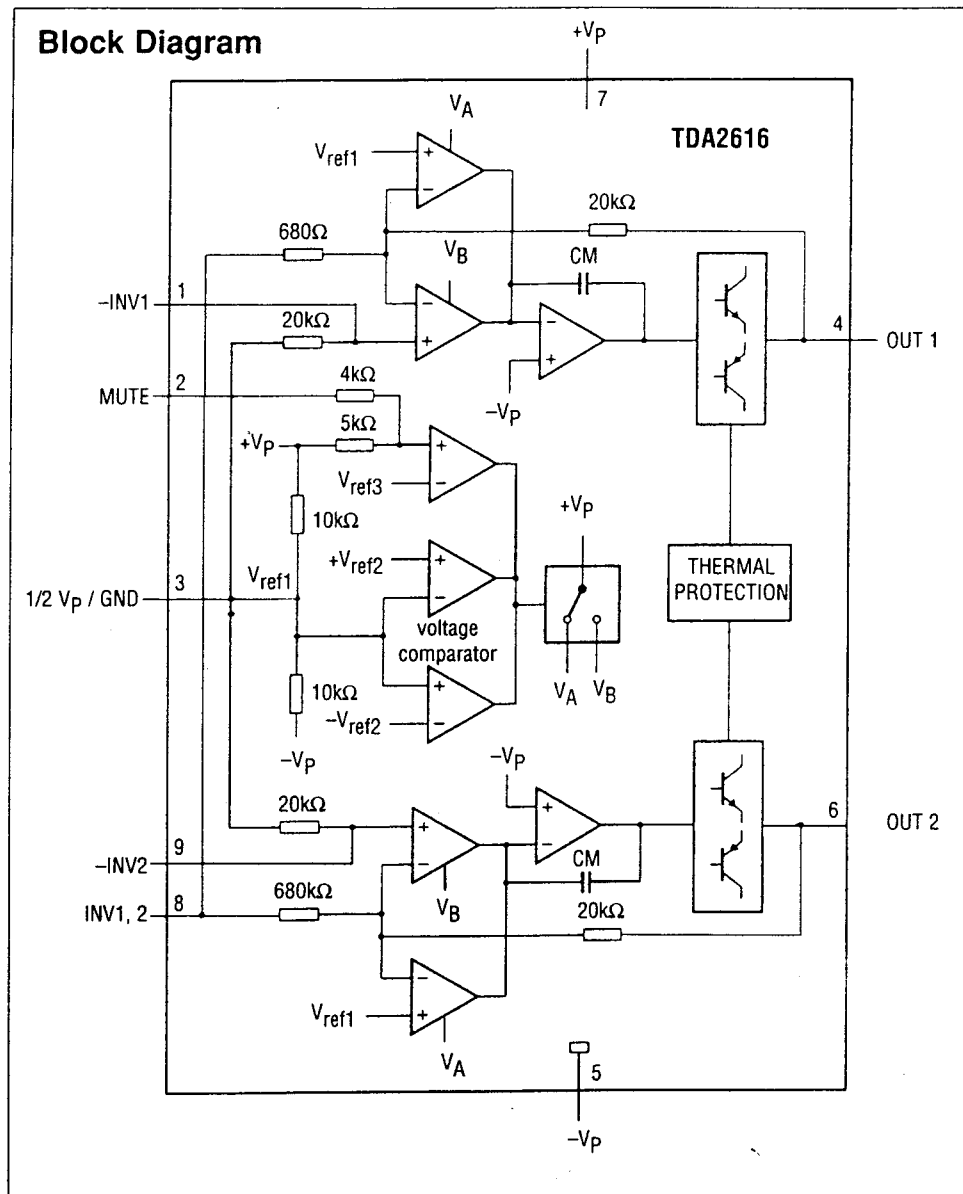 Block Diagram
+VP
7
VA
TDA2616
Vref1
+
−
20kΩ
680Ω
VB
CM
−INV1
1
−
+
20kΩ
−
+
4
OUT 1
MUTE
2
4kΩ
−VP
5kΩ
+VP
+
−
Vref3
+VP
10kΩ
+Vref2
+
−
THERMAL
PROTECTION
Vref1
3
1/2 VP / GND
voltage
comparator
10kΩ
+
−
VA
VB
−Vref2
−VP
−VP
20kΩ
+
−
6
OUT 2
9
−INV2
+
−
CM
680kΩ
VB
20kΩ
INV1, 2
8
−
+
Vref1
VA
5
−VP